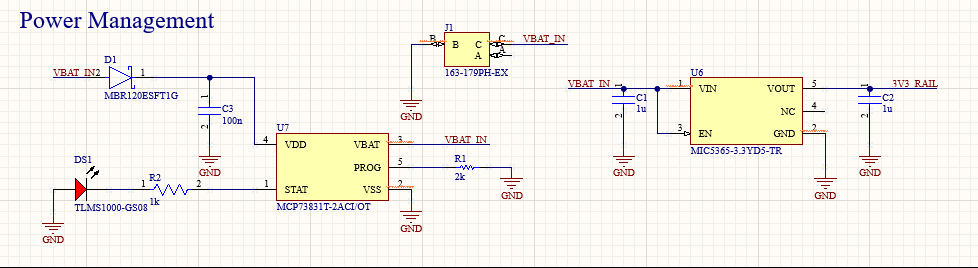 Power Management
J1
B
B
C
C
VBAT_IN
A
A
163-179PH-EX
GND
D1
VBAT_IN2
1
MBR120ESFT1G
1
C3
100n
2
GND
U7
4
VDD
VBAT
3
VBAT_IN
PROG
5
R1
2k
GND
1
STAT
VSS
2
MCP73831T-2ACI/OT
GND
DS1
1
R2
2
TLMS1000-GS08
1k
GND
U6
VBAT_IN
1
VIN
VOUT
5
3V3_RAIL
1
C1
1u
2
NC
4
3
EN
GND
2
MIC5365-3.3YD5-TR
1
C2
1u
2
GND
GND
GND